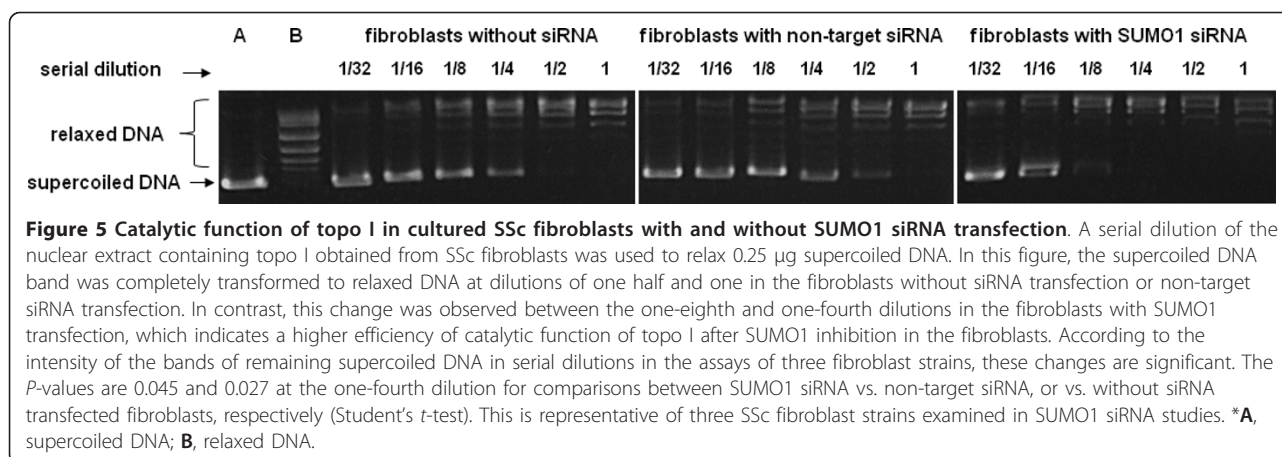 A B fibroblasts without siRNA fibroblasts with non-target siRNA fibroblasts with SUMO1 siRNA
serial dilution → 1/32 1/16 1/8 1/4 1/2 1 1/32 1/16 1/8 1/4 1/2 1 1/32 1/16 1/8 1/4 1/2 1
relaxed DNA
supercoiled DNA →
Figure 5 Catalytic function of topo I in cultured SSc fibroblasts with and without SUMO1 siRNA transfection. A serial dilution of the
nuclear extract containing topo I obtained from SSc fibroblasts was used to relax 0.25 μg supercoiled DNA. In this figure, the supercoiled DNA
band was completely transformed to relaxed DNA at dilutions of one half and one in the fibroblasts without siRNA transfection or non-target
siRNA transfection. In contrast, this change was observed between the one-eighth and one-fourth dilutions in the fibroblasts with SUMO1
transfection, which indicates a higher efficiency of catalytic function of topo I after SUMO1 inhibition in the fibroblasts. According to the
intensity of the bands of remaining supercoiled DNA in serial dilutions in the assays of three fibroblast strains, these changes are significant. The
P-values are 0.045 and 0.027 at the one-fourth dilution for comparisons between SUMO1 siRNA vs. non-target siRNA, or vs. without siRNA
transfected fibroblasts, respectively (Student's t-test). This is representative of three SSc fibroblast strains examined in SUMO1 siRNA studies. *A,
supercoiled DNA; B, relaxed DNA.